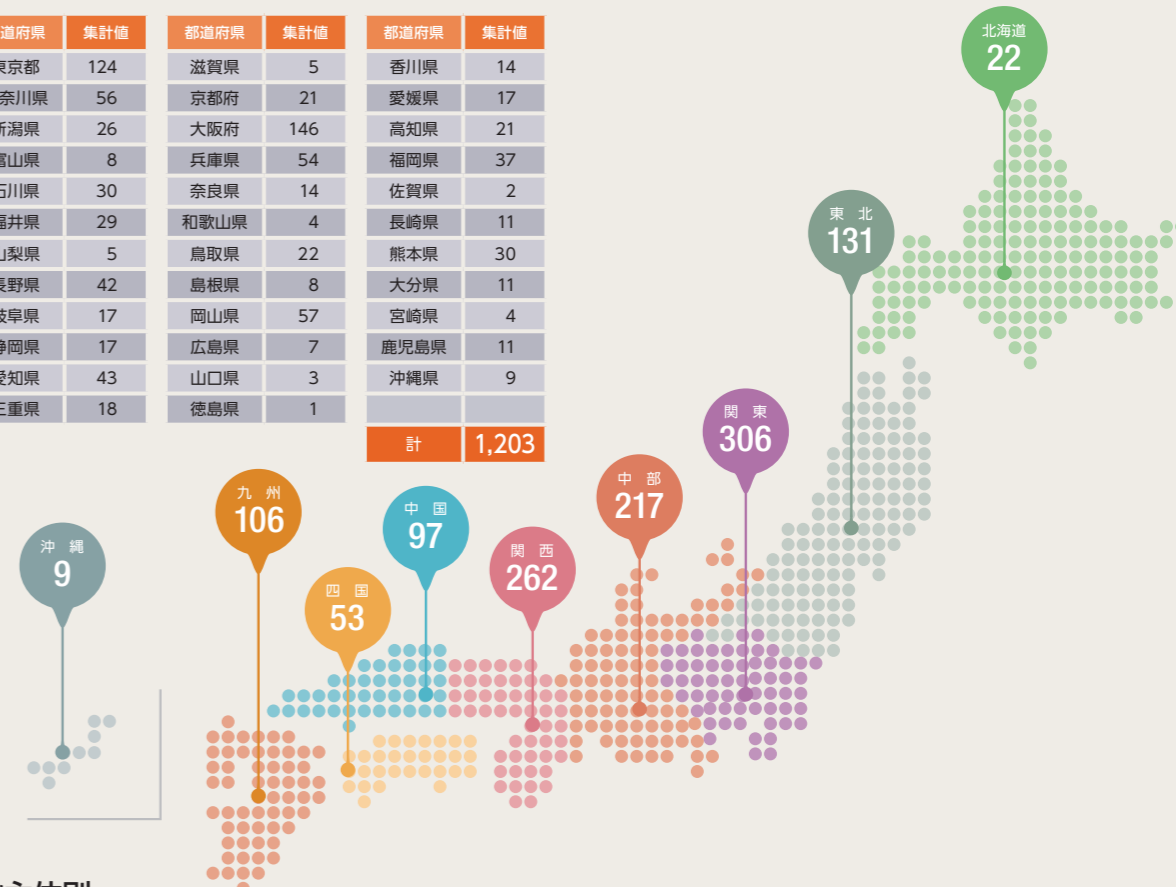 道府県 集計値
東京都 124
奈川県 56
新潟県 26
富山県 8
石川県 30
福井県 29
山梨県 5
長野県 42
岐阜県 17
静岡県 17
愛知県 43
三重県 18
都道府県 集計値
滋賀県 5
京都府 21
大阪府 146
兵庫県 54
奈良県 14
和歌山県 4
鳥取県 22
島根県 8
岡山県 57
広島県 7
山口県 3
徳島県 1
都道府県 集計値
香川県 14
愛媛県 17
高知県 21
福岡県 37
佐賀県 2
長崎県 11
熊本県 30
大分県 11
宮崎県 4
鹿児島県 11
沖縄県 9
計 1,203
北海道
22
東 北
131
関 東
306
中 部
217
九 州
106
中 国
97
関 西
262
沖 縄
9
四 国
53